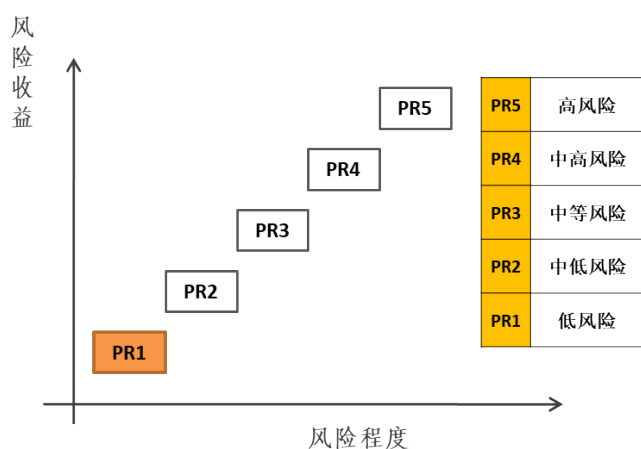 风险收益
PR5
PR4
PR3
PR2
PR1
风险程度
PR5 高风险
PR4 中高风险
PR3 中等风险
PR2 中低风险
PR1 低风险